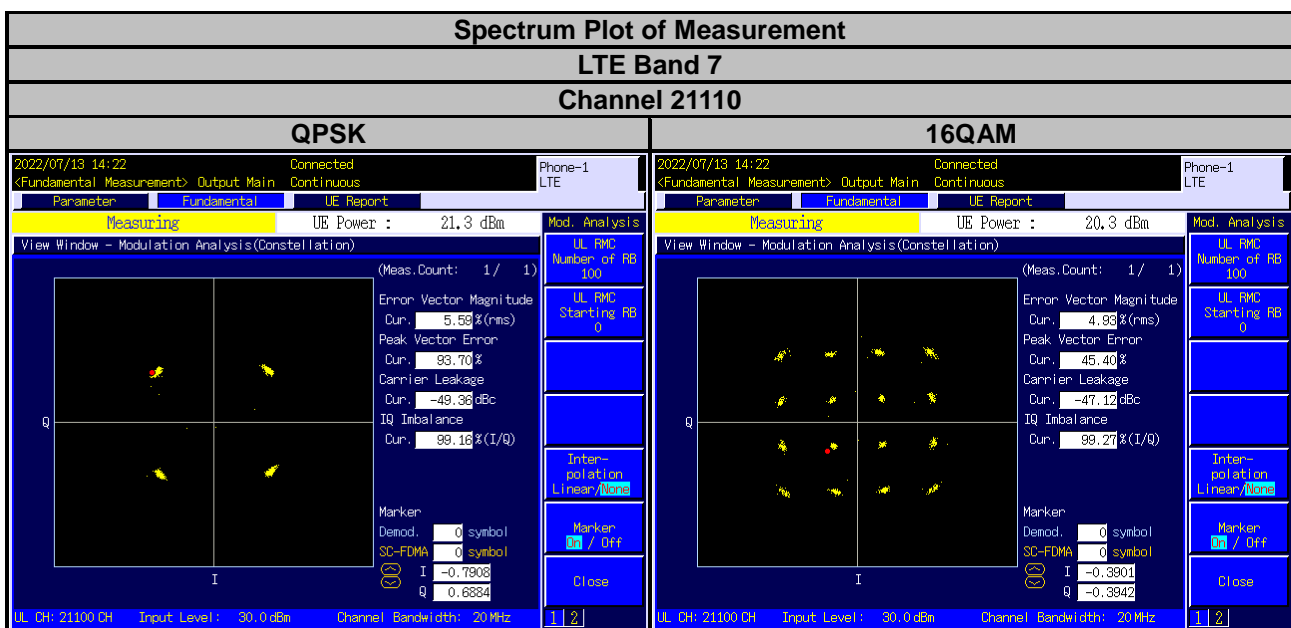 Spectrum Plot of Measurement
LTE Band 7
Channel 21110
QPSK
16QAM
2022/07/13 14:22 Connected Phone-1
<Fundamental Measurement> Output Main Continuous LTE
Parameter Fundamental UE Report
Measuring UE Power : 21.3 dBm Mod. Analysis
View Window - Modulation Analysis(Constellation)
UL RMC
Number of RB
100
(Meas.Count: 1/ 1)
UL RMC
Starting RB
0
Error Vector Magnitude
Cur. 5.59 %(rms)
Peak Vector Error
Cur. 93.70 %
Carrier Leakage
Cur. -49.36 dBc
IQ Imbalance
Cur. 99.16 %(I/Q)
Q
I
Inter-
polation
Linear/None
Marker
Demod. 0 symbol
SC-FDMA 0 symbol
I -0.7908
Q 0.6884
Marker
On / Off
Close
UL CH: 21100 CH Input Level: 30.0 dBm Channel Bandwidth: 20 MHz 1 2
2022/07/13 14:22 Connected Phone-1
<Fundamental Measurement> Output Main Continuous LTE
Parameter Fundamental UE Report
Measuring UE Power : 20.3 dBm Mod. Analysis
View Window - Modulation Analysis(Constellation)
UL RMC
Number of RB
100
(Meas.Count: 1/ 1)
UL RMC
Starting RB
0
Error Vector Magnitude
Cur. 4.93 %(rms)
Peak Vector Error
Cur. 45.40 %
Carrier Leakage
Cur. -47.12 dBc
IQ Imbalance
Cur. 99.27 %(I/Q)
Q
I
Inter-
polation
Linear/None
Marker
Demod. 0 symbol
SC-FDMA 0 symbol
I -0.3901
Q -0.3942
Marker
On / Off
Close
UL CH: 21100 CH Input Level: 30.0 dBm Channel Bandwidth: 20 MHz 1 2